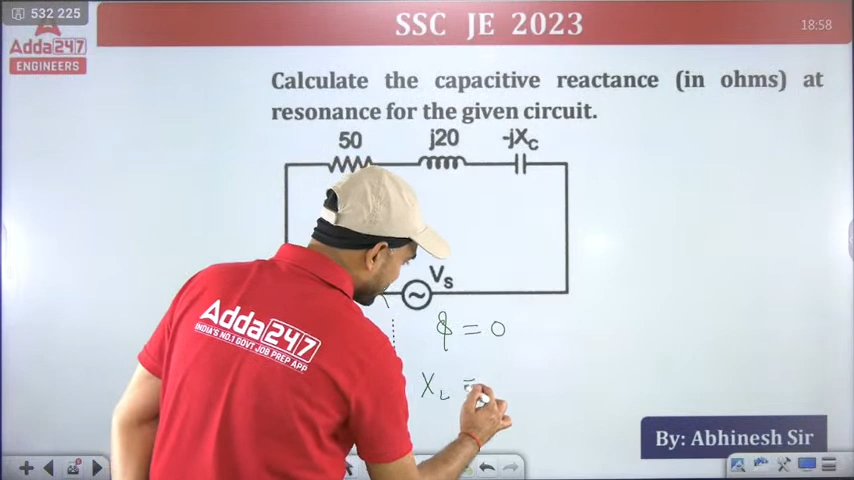 532 225
SSC JE 2023
18:58
Adda247
ENGINEERS
Calculate the capacitive reactance (in ohms) at
resonance for the given circuit.
50
j20
-jXC
VS
φ = 0
XL =
Adda247
INDIA'S NO.1 GOVT JOB PREP APP
By: Abhinesh Sir